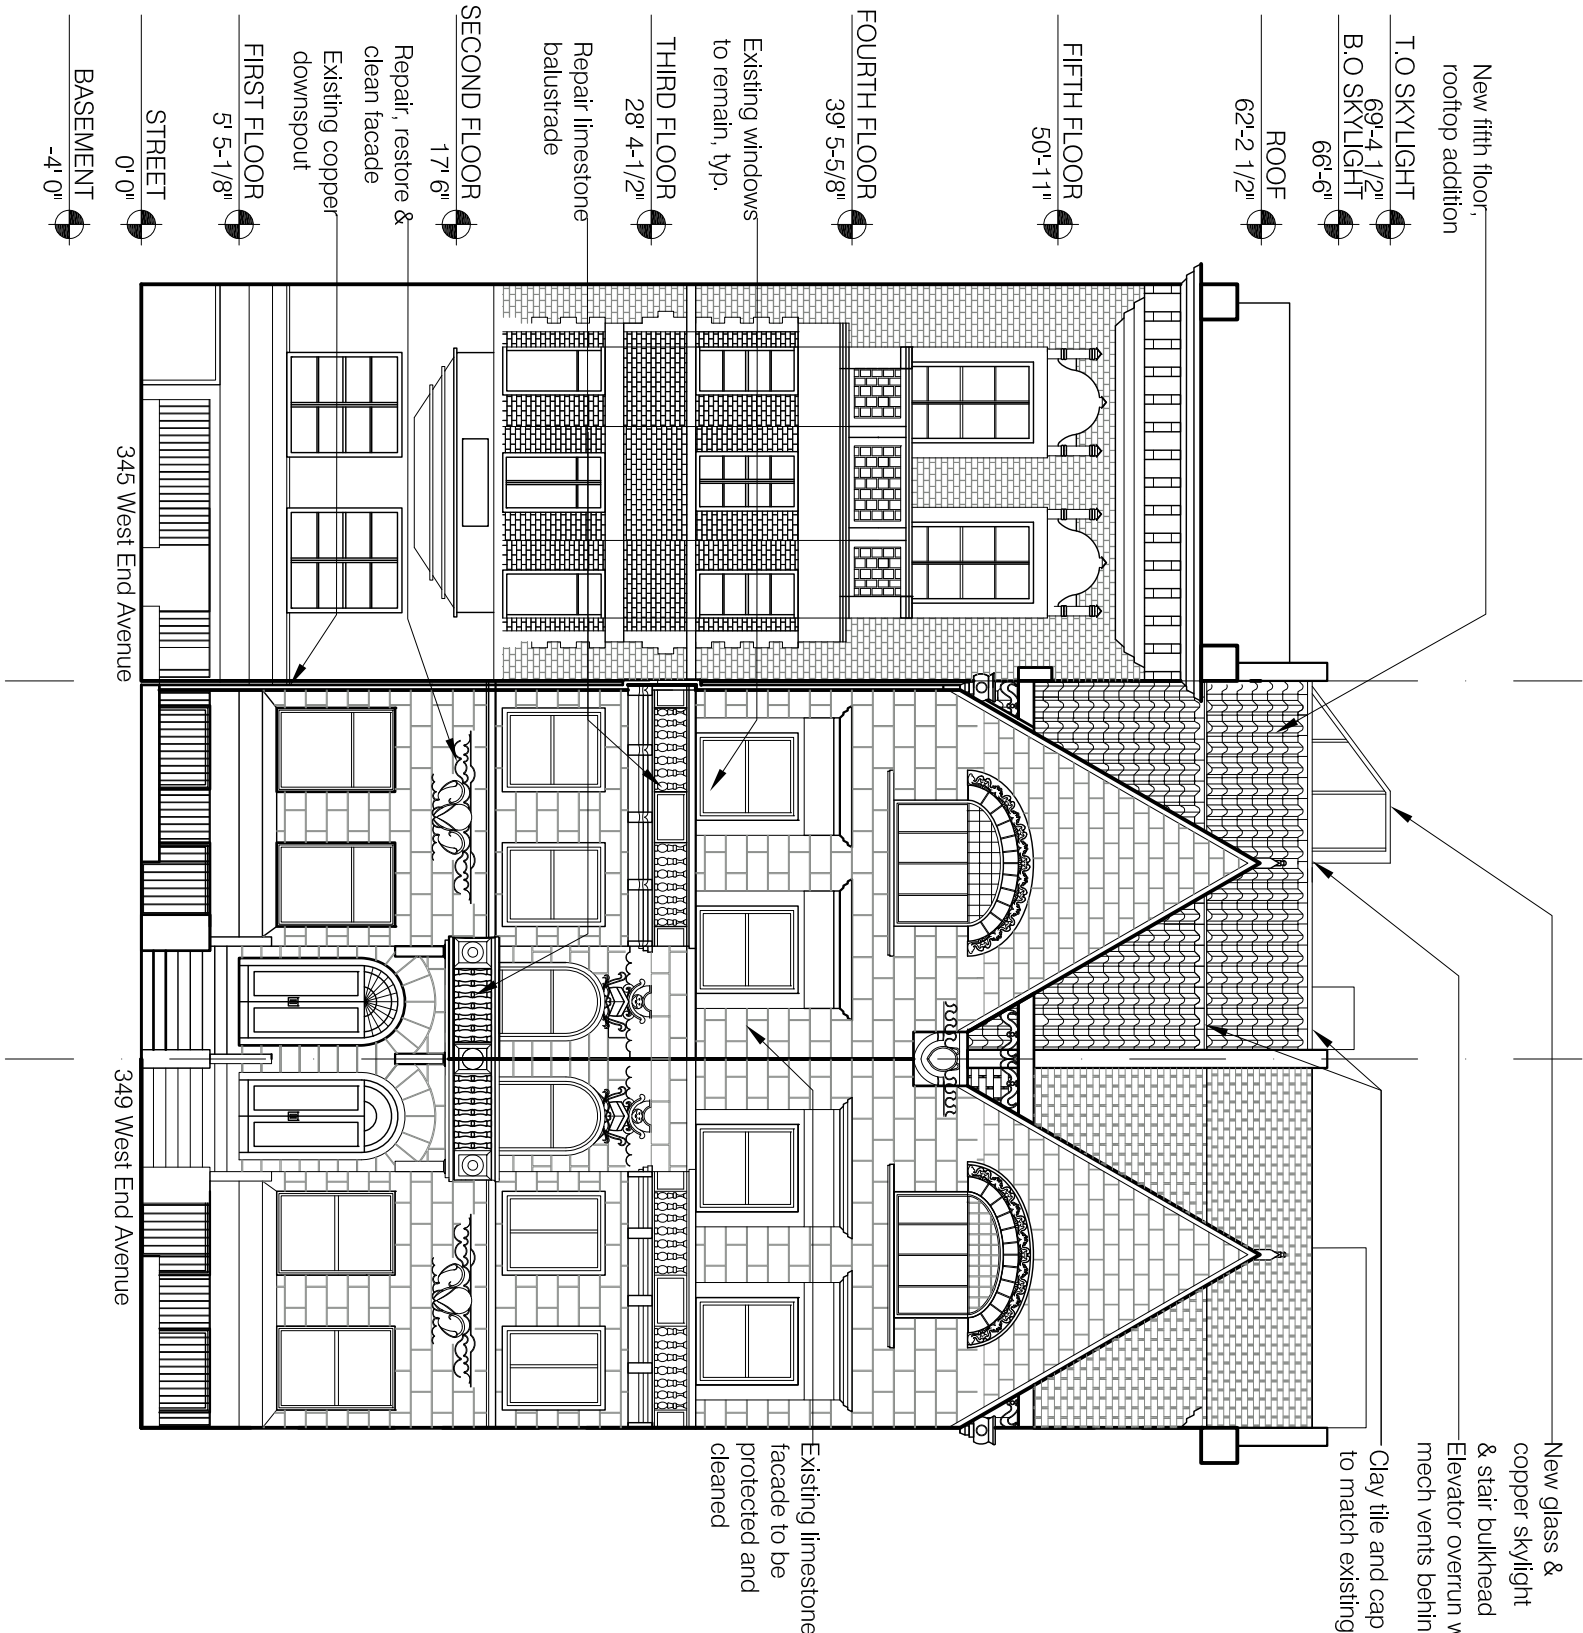 New glass &
copper skylight
& stair bulkhead
Elevator overrun
mech vents
Clay tile and cap
to match existing
New fifth floor,
rooftop addition
T.O SKYLIGHT
69'-4 1/2"
B.O SKYLIGHT
66'-6"
ROOF
62'-2 1/2"
FIFTH FLOOR
50'-11"
FOURTH FLOOR
39' 5-5/8"
Existing windows
to remain, typ.
Existing limestone
facade to be
protected and
cleaned
THIRD FLOOR
28' 4-1/2"
Repair limestone
balustrade
SECOND FLOOR
17' 6"
Repair, restore &
clean facade
Existing copper
downspout
FIRST FLOOR
5' 5-1/8"
STREET
0' 0"
BASEMENT
-4' 0"
345 West End Avenue
349 West End Avenue